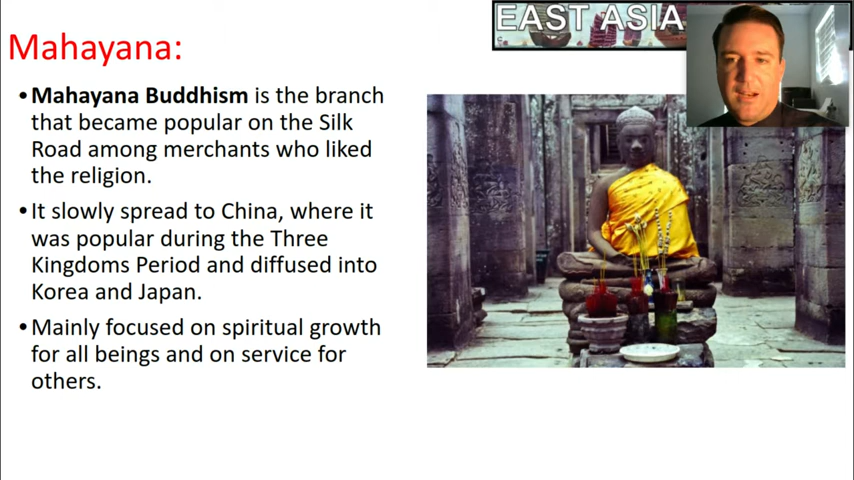 EAST ASIA
Mahayana:
•Mahayana Buddhism is the branch
that became popular on the Silk
Road among merchants who liked
the religion.
•It slowly spread to China, where it
was popular during the Three
Kingdoms Period and diffused into
Korea and Japan.
•Mainly focused on spiritual growth
for all beings and on service for
others.